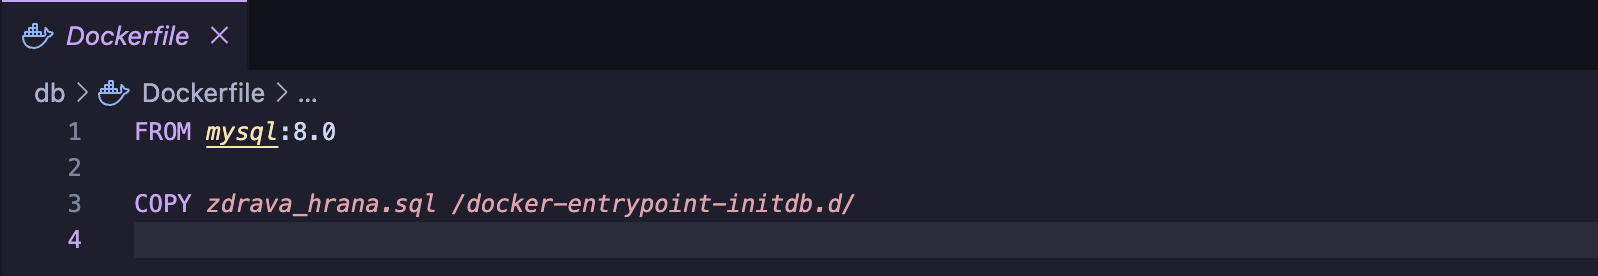 Dockerfile
db > Dockerfile > ...
1 FROM mysql:8.0
2
3 COPY zdrava_hrana.sql /docker-entrypoint-initdb.d/
4